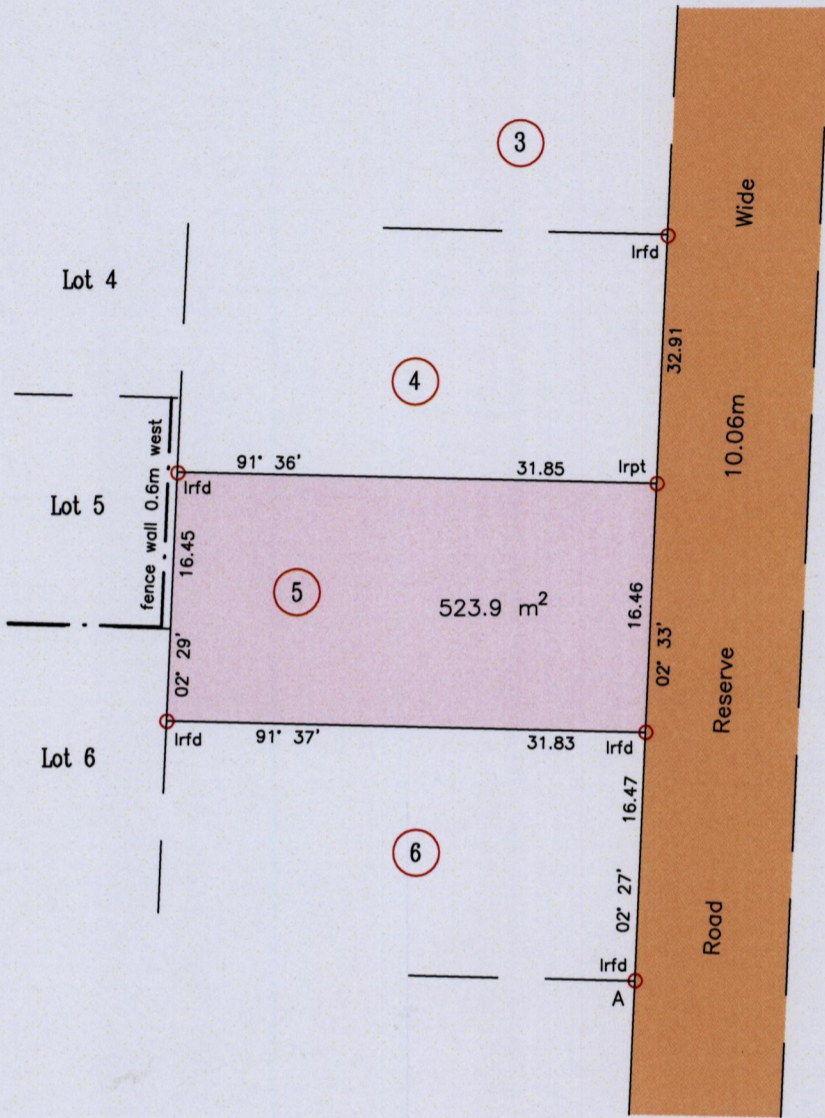 3
Wide
Irfd
Lot 4
32.91
4
10.06m
91° 36'
31.85
Irpt
Irfd
fence wall 0.6m west
Lot 5
16.45
5
523.9 m²
16.46
02° 29'
02° 33'
Reserve
Irfd
91° 37'
31.83
Irfd
Lot 6
16.47
6
02° 27'
Road
Irfd
A